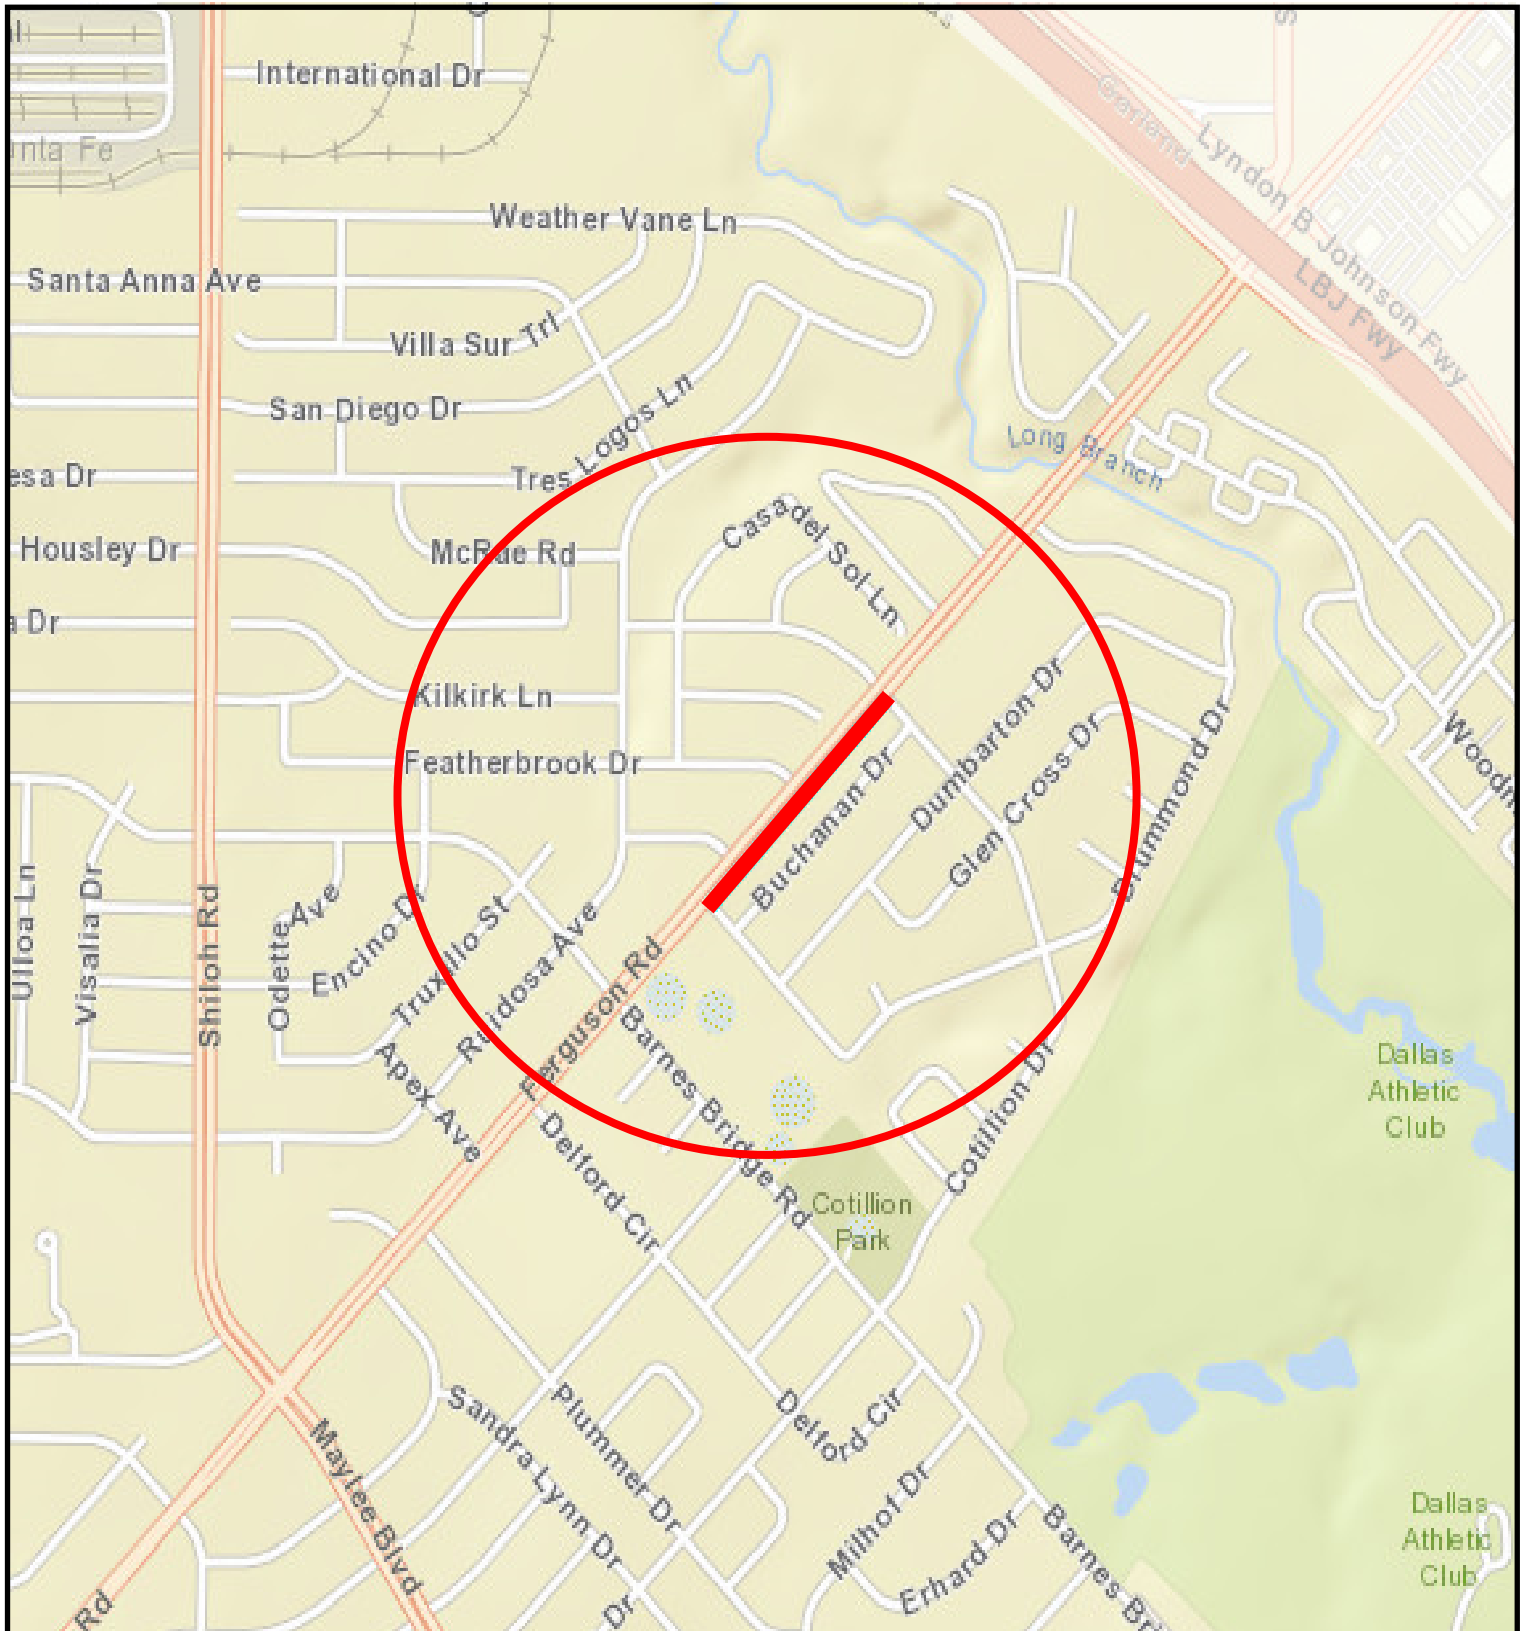 International Dr
Garland
Lyndon B Johnson Fwy
LBJ Fwy
Weather Vane Ln
Santa Anna Ave
Villa Sur Trl
San Diego Dr
Tres Logos Ln
Long Branch
Casa del Sol Ln
Housley Dr
McRae Rd
Dr
Kilkirk Ln
Dumbarton Dr
Glen Cross Dr
Drummond Dr
Featherbrook Dr
Buchanan Dr
Ulloa Ln
Visalia Dr
Shiloh Rd
Odette Ave
Encino Dr
Truxillo St
Ruidosa Ave
Apex Ave
Ferguson Rd
Barnes Bridge Rd
Delford Cir
Cotillion Dr
Dallas
Athletic
Club
Cotillion
Park
Sandra Lynn Dr
Plummer Dr
Delford Cir
Maylee Blvd
Milhof Dr
Erhard Dr
Barnes Bri
Dallas
Athletic
Club
Rd
Dr